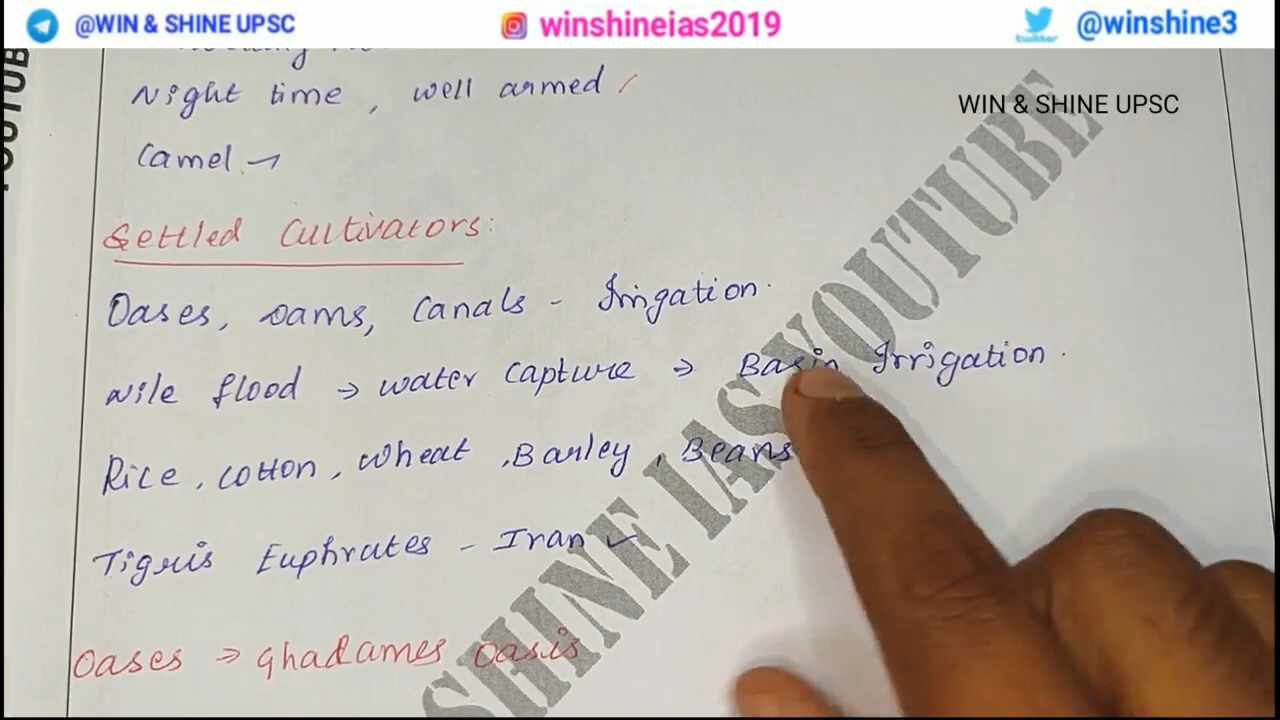 @WIN & SHINE UPSC
winshineias2019
twitter
@winshine3
YOUTUB
WIN & SHINE UPSC
Night time, well armed
Camel →
Settled Cultivators:
Oases, Dams, Canals - Irrigation.
Nile flood → water capture → Basin Irrigation.
Rice, cotton, wheat, Barley, Beans
Tigris Euphrates - Iran ✓
Oases → Ghadames Oasis
SHINE IAS YOUTUBE